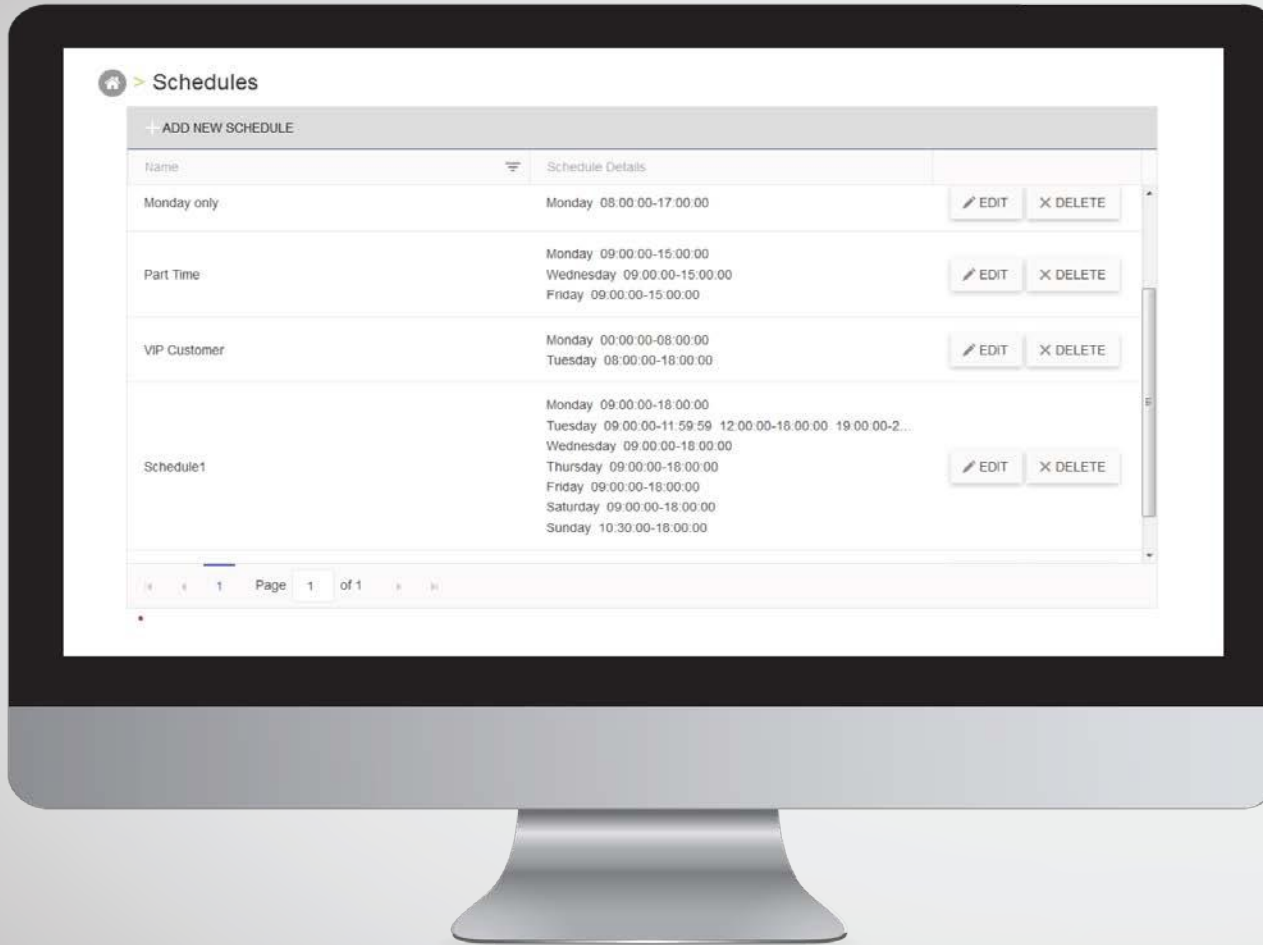 > Schedules
ADD NEW SCHEDULE
Name Schedule Details
Monday only Monday 08:00:00-17:00:00 EDIT DELETE
Monday 09:00:00-15:00:00
Part Time Wednesday 09:00:00-15:00:00 EDIT DELETE
Friday 09:00:00-15:00:00
VIP Customer Monday 00:00:00-08:00:00 EDIT DELETE
Tuesday 08:00:00-18:00:00
Monday 09:00:00-18:00:00
Tuesday 09:00:00-11:59:59 12:00:00-18:00:00 19:00:00-2...
Wednesday 09:00:00-18:00:00
Schedule1 Thursday 09:00:00-18:00:00 EDIT DELETE
Friday 09:00:00-18:00:00
Saturday 09:00:00-18:00:00
Sunday 10:30:00-18:00:00
1 Page 1 of 1